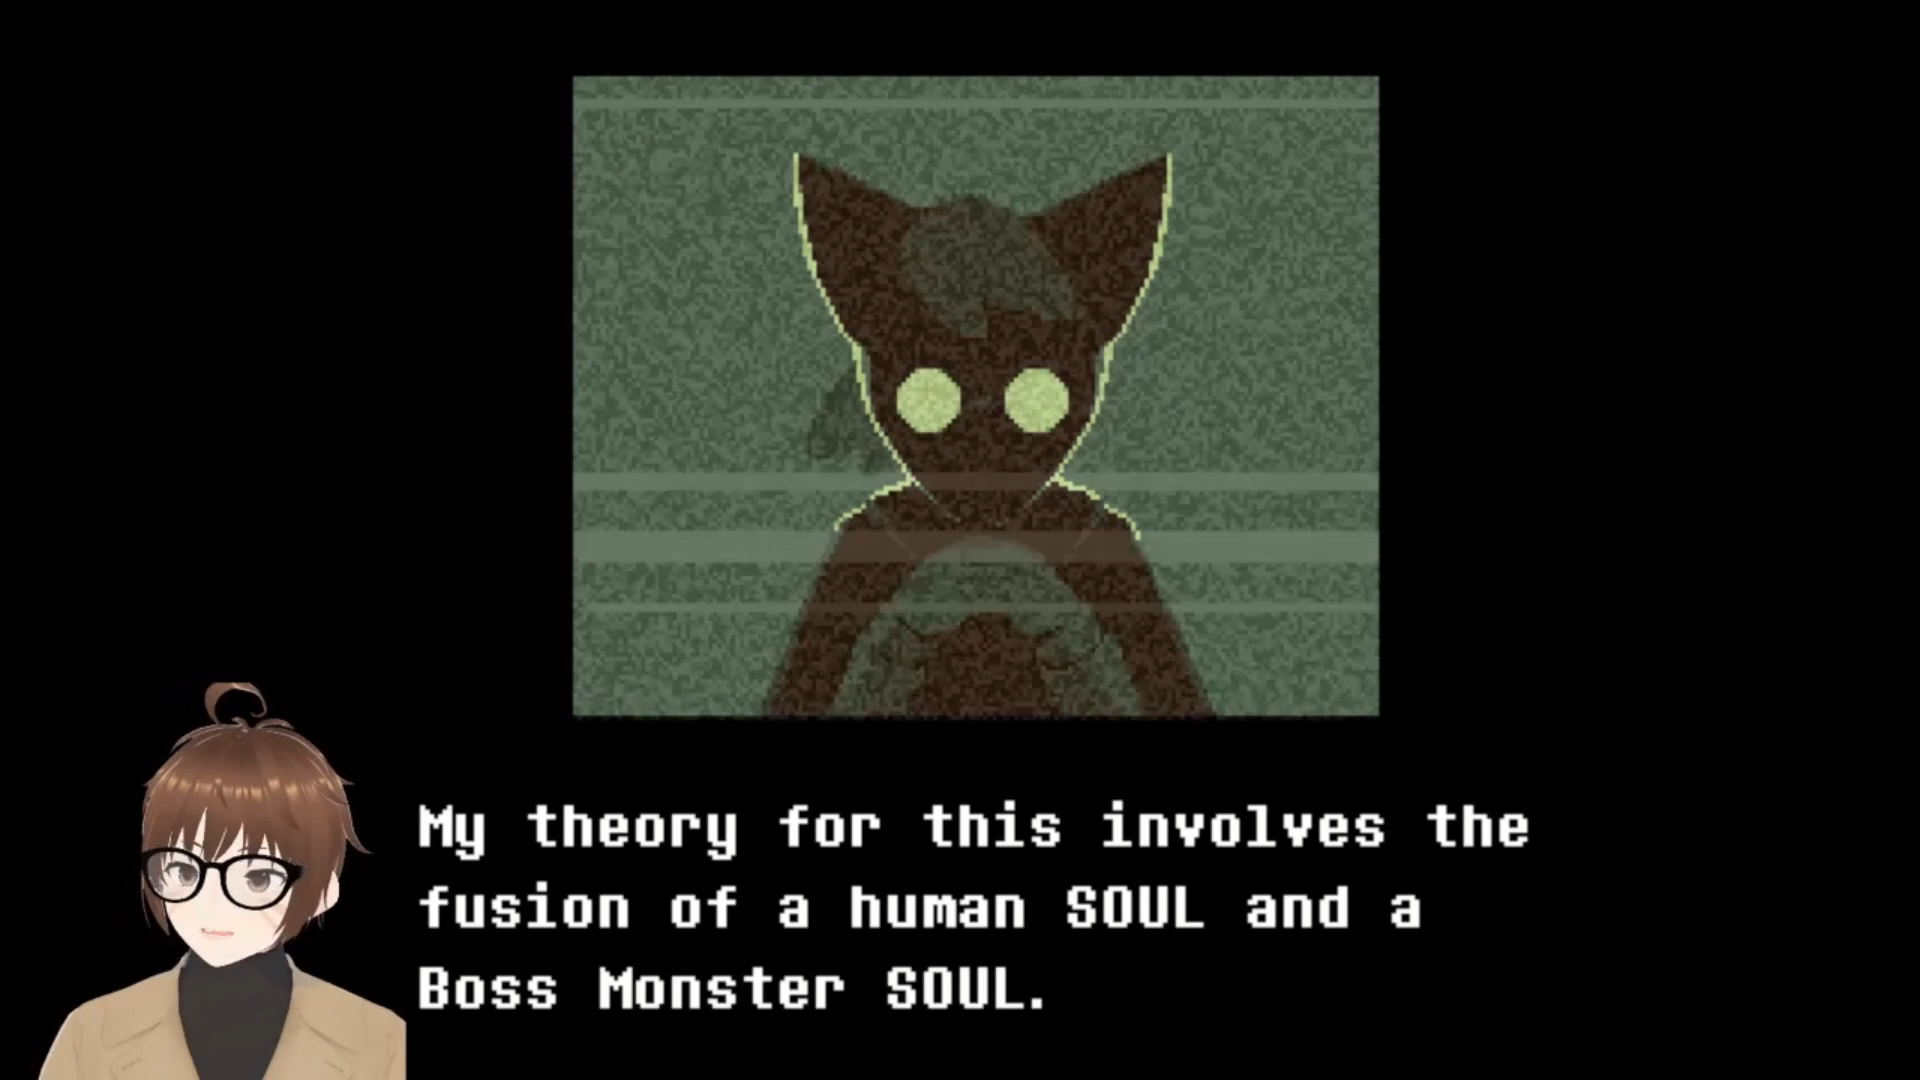 My theory for this involves the
fusion of a human SOUL and a
Boss Monster SOUL.